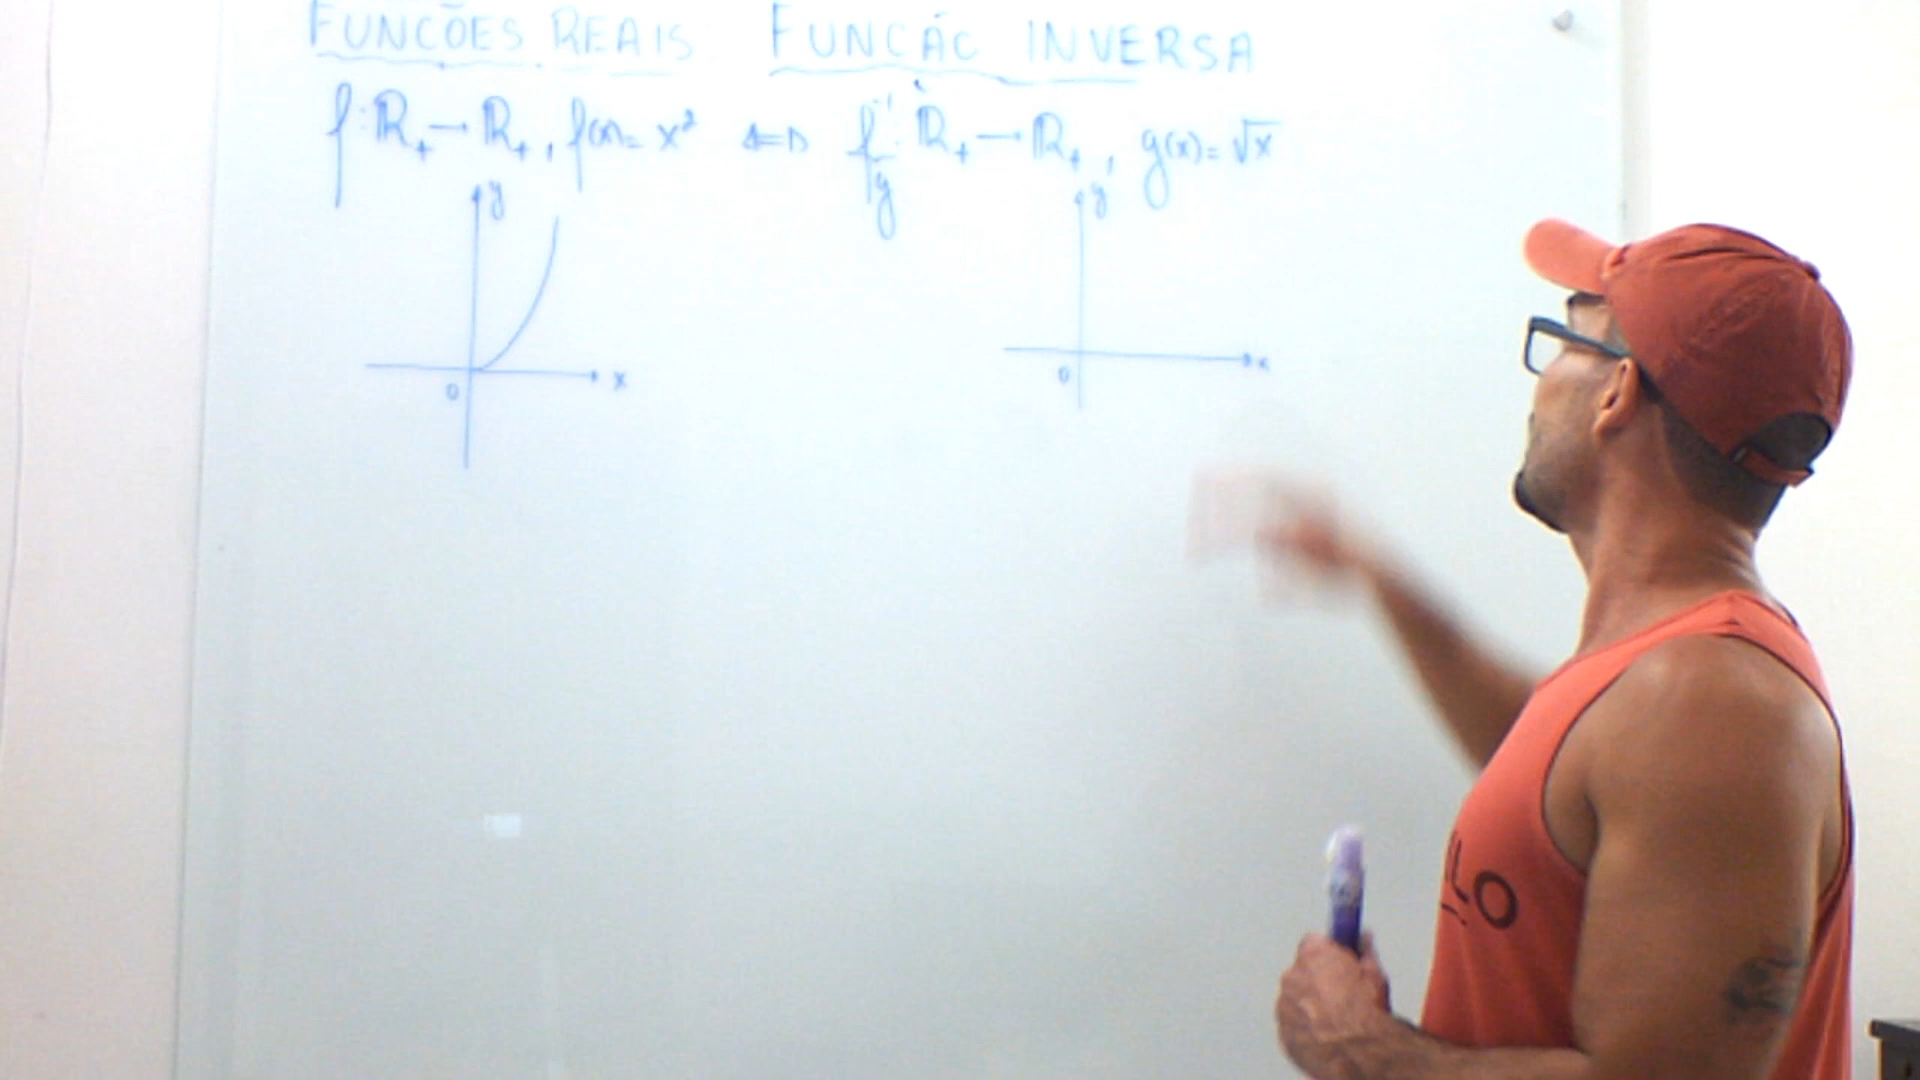 FUNÇÕES REAIS FUNÇÃO INVERSA
f: ℝ₊ → ℝ₊, f(x) = x² ⇔ f⁻¹: ℝ₊ → ℝ₊, g(x) = √x
g
y y
0 x 0 x
LO